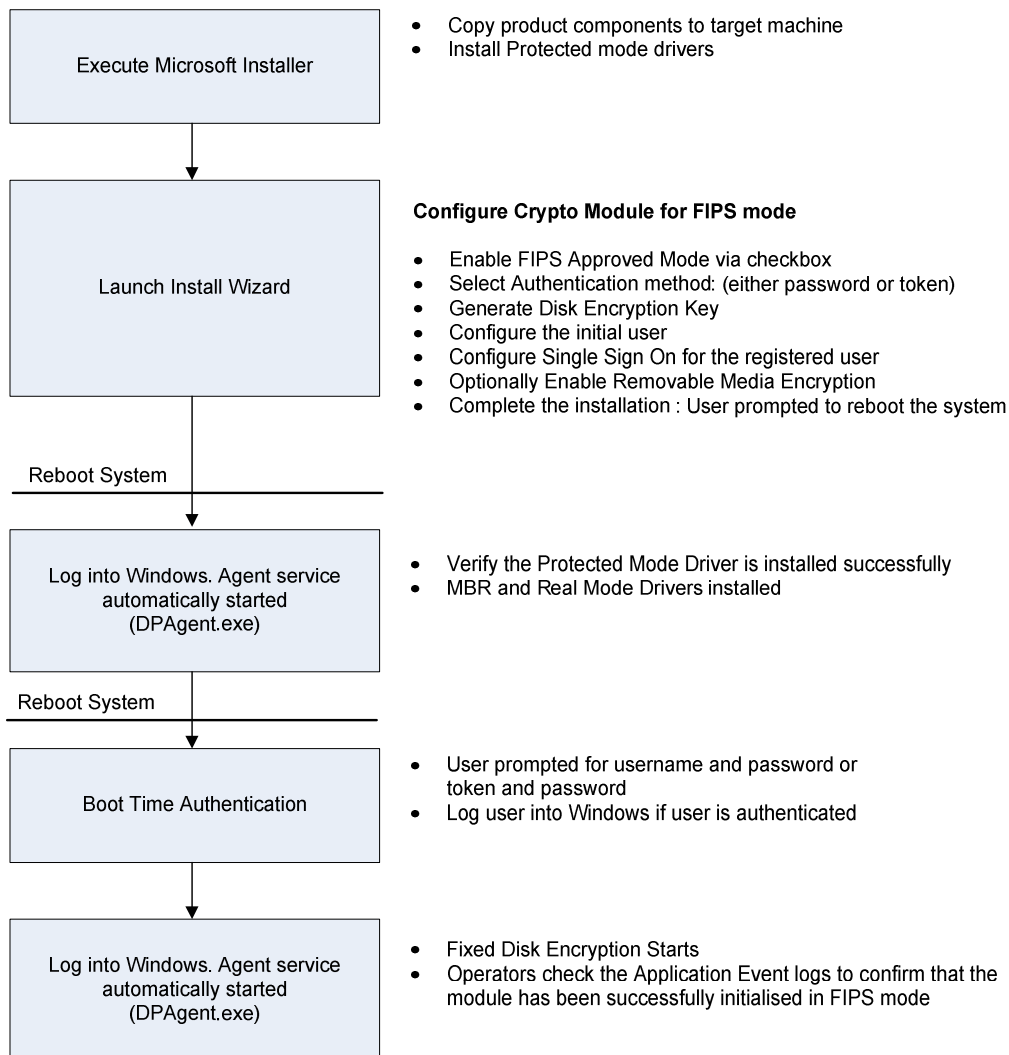 Execute Microsoft Installer
• Copy product components to target machine
• Install Protected mode drivers
Launch Install Wizard
Configure Crypto Module for FIPS mode
• Enable FIPS Approved Mode via checkbox
• Select Authentication method: (either password or token)
• Generate Disk Encryption Key
• Configure the initial user
• Configure Single Sign On for the registered user
• Optionally Enable Removable Media Encryption
• Complete the installation : User prompted to reboot the system
Reboot System
Log into Windows. Agent service
automatically started
(DPAgent.exe)
• Verify the Protected Mode Driver is installed successfully
• MBR and Real Mode Drivers installed
Reboot System
Boot Time Authentication
• User prompted for username and password or
token and password
• Log user into Windows if user is authenticated
Log into Windows. Agent service
automatically started
(DPAgent.exe)
• Fixed Disk Encryption Starts
• Operators check the Application Event logs to confirm that the
module has been successfully initialised in FIPS mode